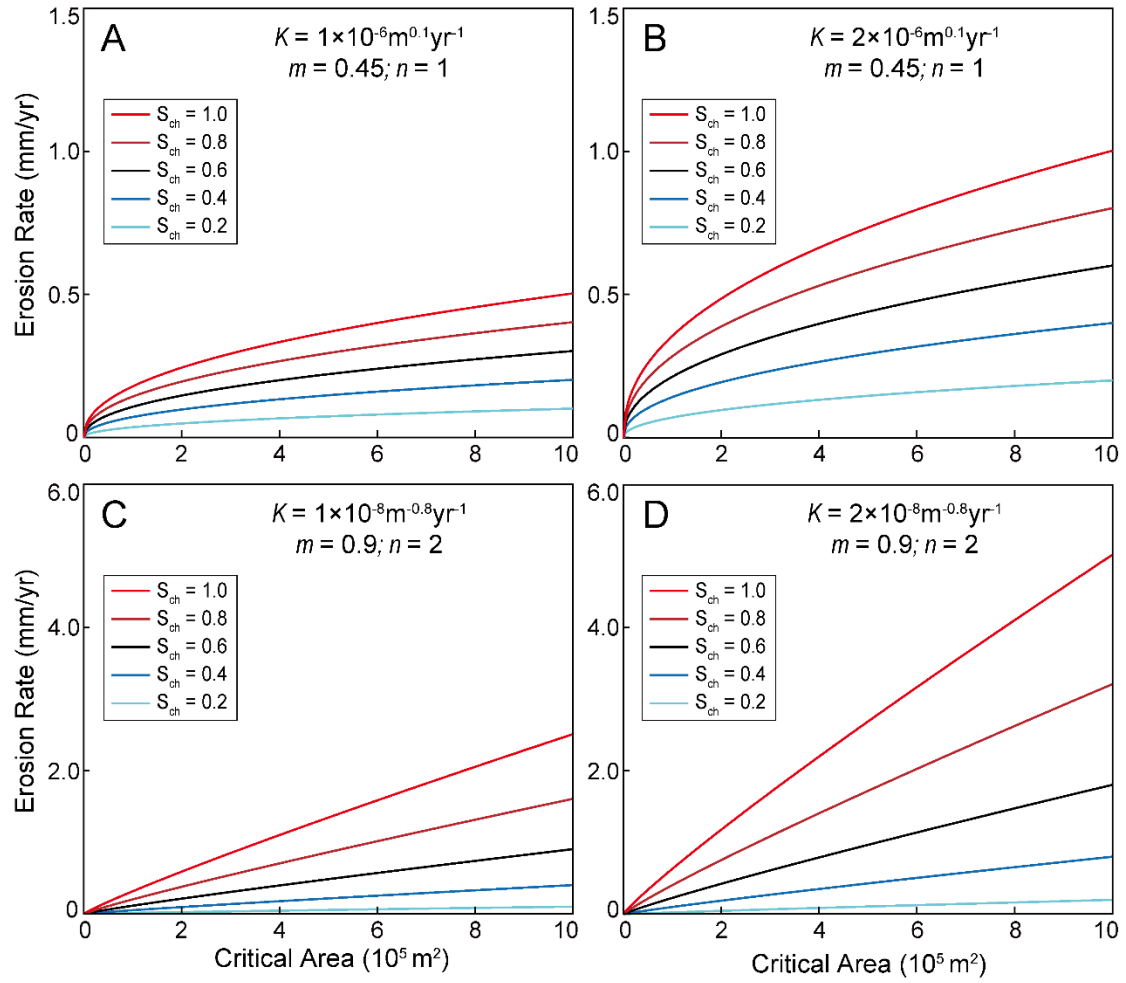 A
K = 1×10⁻⁶m⁰·¹yr⁻¹
m = 0.45; n = 1
S_ch = 1.0
S_ch = 0.8
S_ch = 0.6
S_ch = 0.4
S_ch = 0.2
1.5
1.0
0.5
0
0 2 4 6 8 10
Erosion Rate (mm/yr)
B
K = 2×10⁻⁶m⁰·¹yr⁻¹
m = 0.45; n = 1
S_ch = 1.0
S_ch = 0.8
S_ch = 0.6
S_ch = 0.4
S_ch = 0.2
1.5
1.0
0.5
0
0 2 4 6 8 10
C
K = 1×10⁻⁸m⁻⁰·⁸yr⁻¹
m = 0.9; n = 2
S_ch = 1.0
S_ch = 0.8
S_ch = 0.6
S_ch = 0.4
S_ch = 0.2
6.0
4.0
2.0
0
0 2 4 6 8 10
Erosion Rate (mm/yr)
Critical Area (10⁵ m²)
D
K = 2×10⁻⁸m⁻⁰·⁸yr⁻¹
m = 0.9; n = 2
S_ch = 1.0
S_ch = 0.8
S_ch = 0.6
S_ch = 0.4
S_ch = 0.2
6.0
4.0
2.0
0
0 2 4 6 8 10
Critical Area (10⁵ m²)